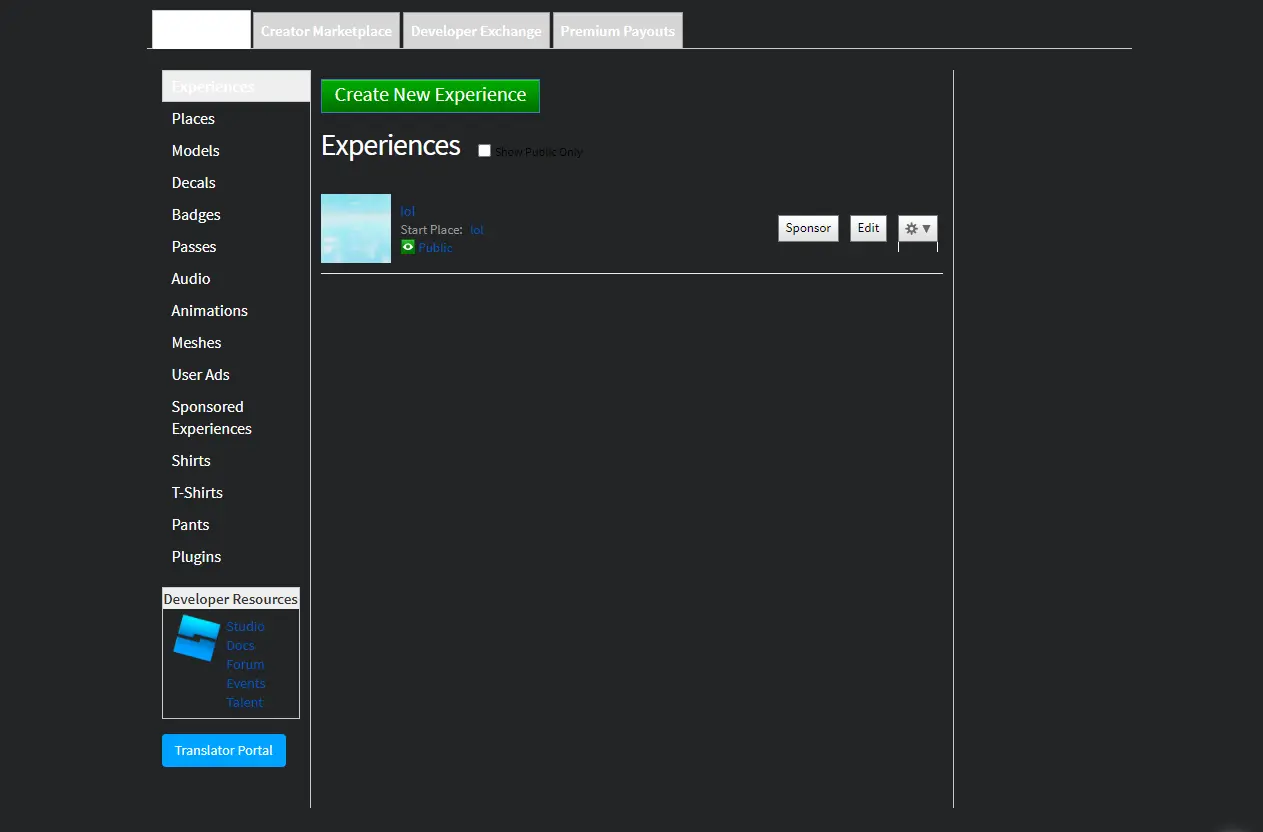 Creator Marketplace
Developer Exchange
Premium Payouts
Experiences
Places
Models
Decals
Badges
Passes
Audio
Animations
Meshes
User Ads
Sponsored
Experiences
Shirts
T-Shirts
Pants
Plugins
Developer Resources
Studio
Docs
Forum
Events
Talent
Translator Portal
Create New Experience
Experiences
Show Public Only
lol
Start Place: lol
Public
Sponsor
Edit